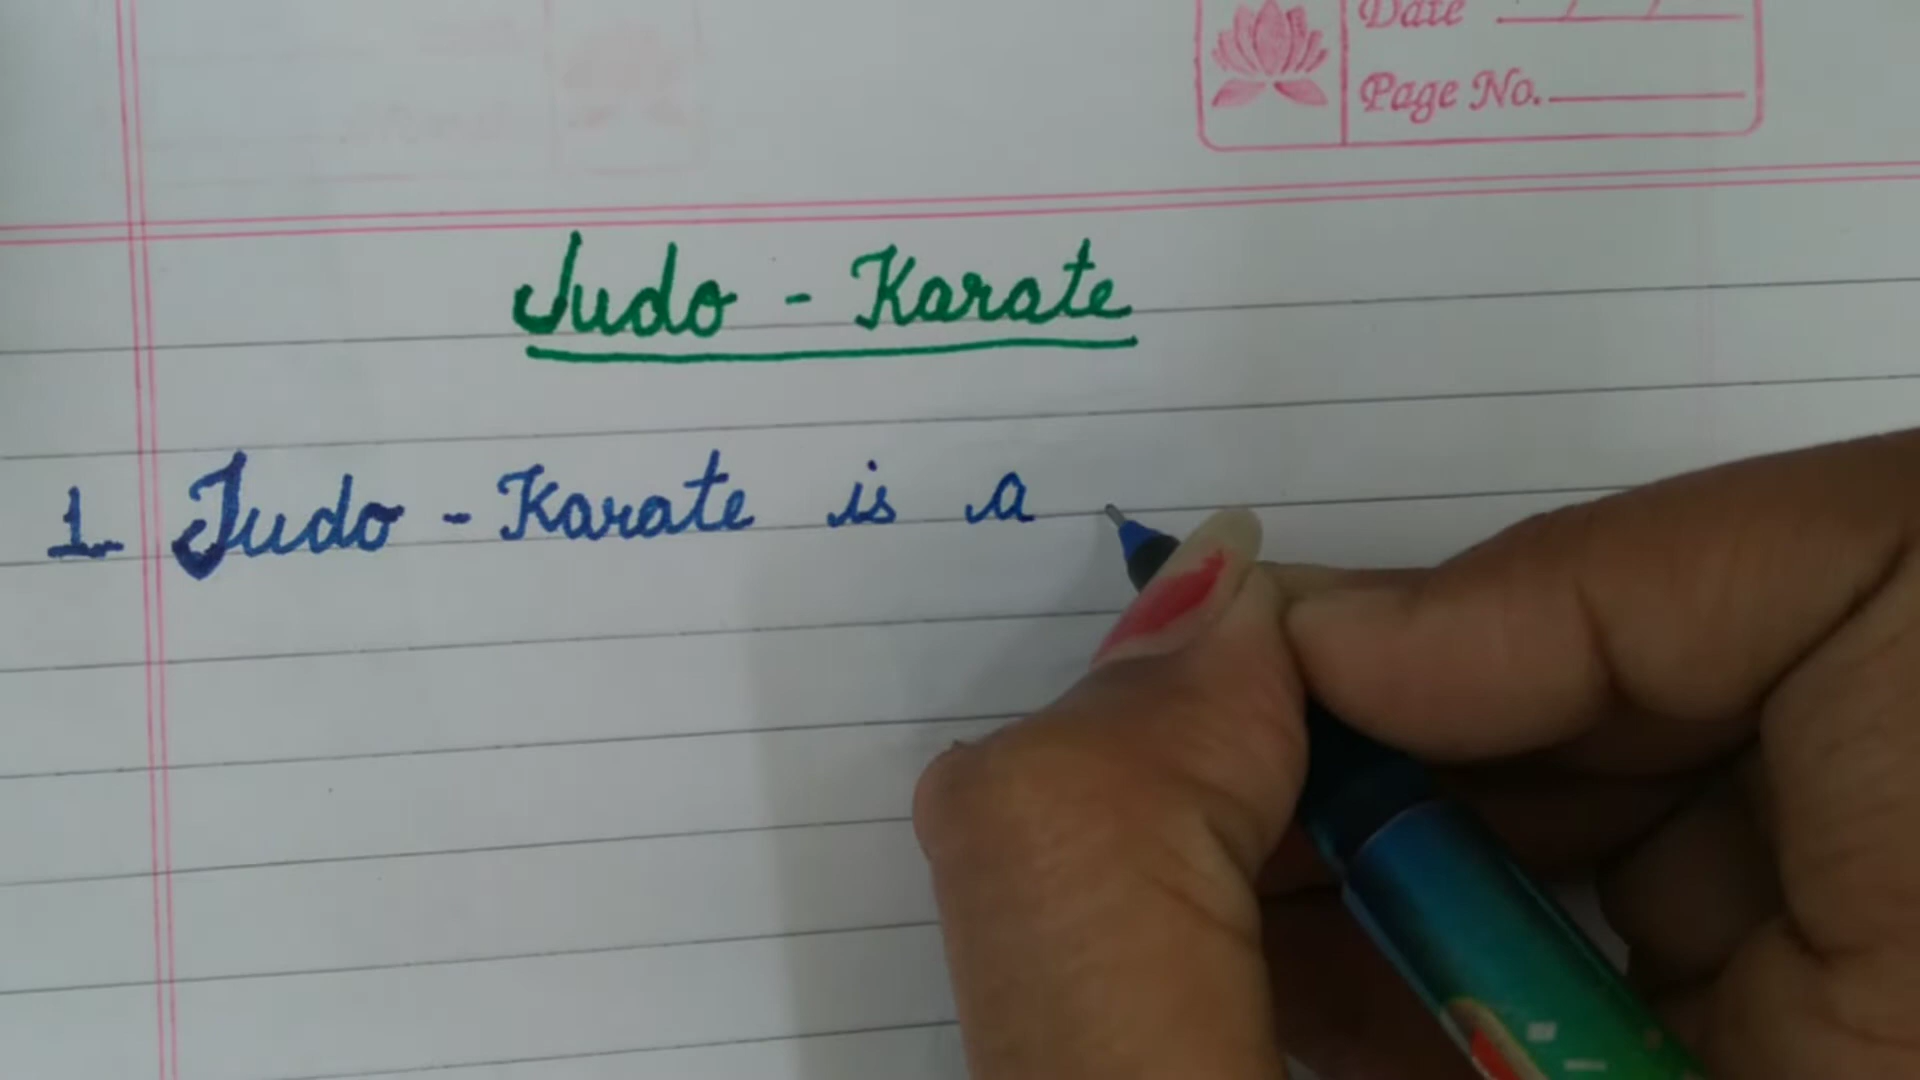 Date
Page No.
Judo - Karate
1. Judo - Karate is a